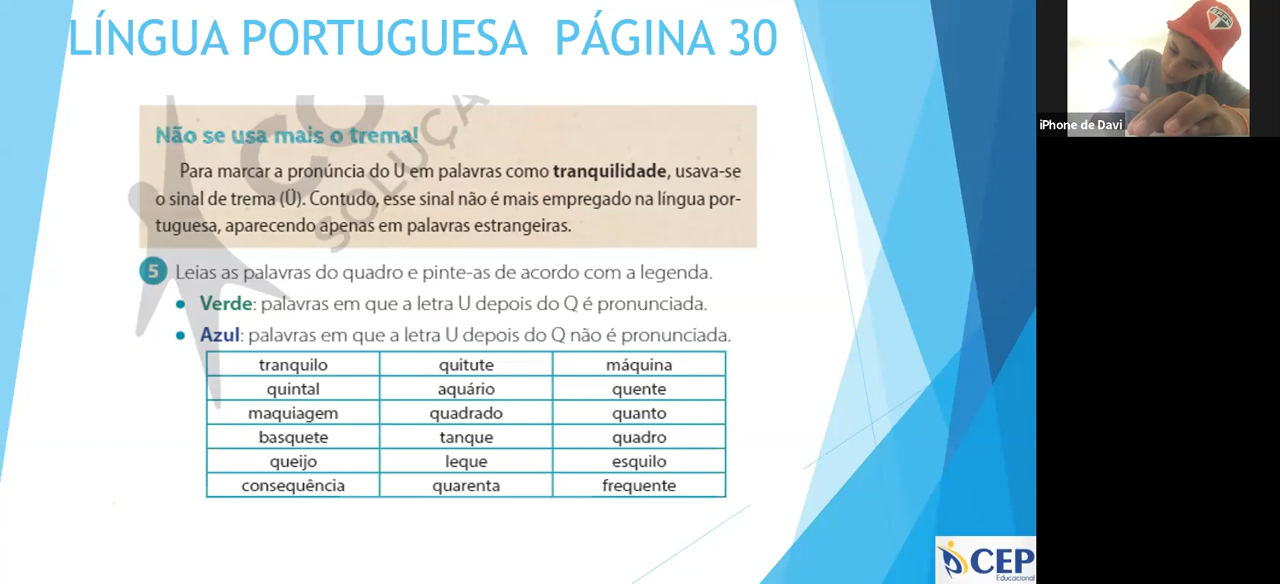 LÍNGUA PORTUGUESA PÁGINA 30
Não se usa mais o trema!
Para marcar a pronúncia do U em palavras como tranquilidade, usava-se
o sinal de trema (Ü). Contudo, esse sinal não é mais empregado na língua por-
tuguesa, aparecendo apenas em palavras estrangeiras.
5 Leias as palavras do quadro e pinte-as de acordo com a legenda.
• Verde: palavras em que a letra U depois do Q é pronunciada.
• Azul: palavras em que a letra U depois do Q não é pronunciada.
tranquilo quitute máquina
quintal aquário quente
maquiagem quadrado quanto
basquete tanque quadro
queijo leque esquilo
consequência quarenta frequente
iPhone de Davi
CEP
Educacional